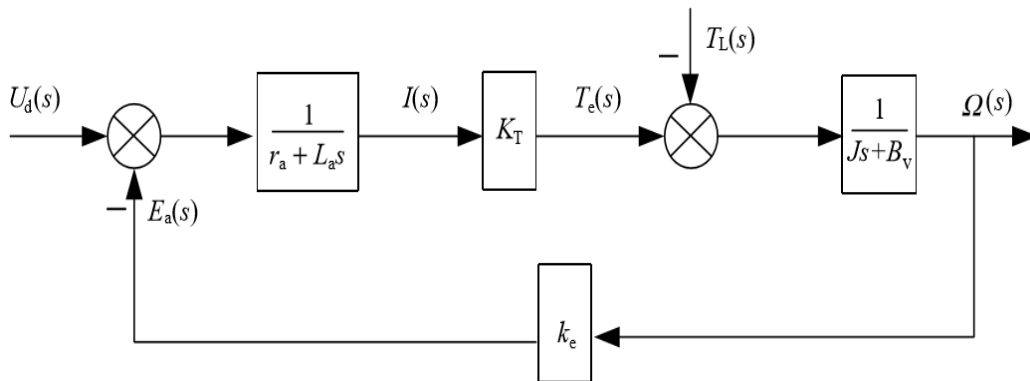 T_L(s)
−
U_d(s)
1
r_a + L_a s
I(s)
K_T
T_e(s)
1
Js+B_v
Ω(s)
−
E_a(s)
k_e